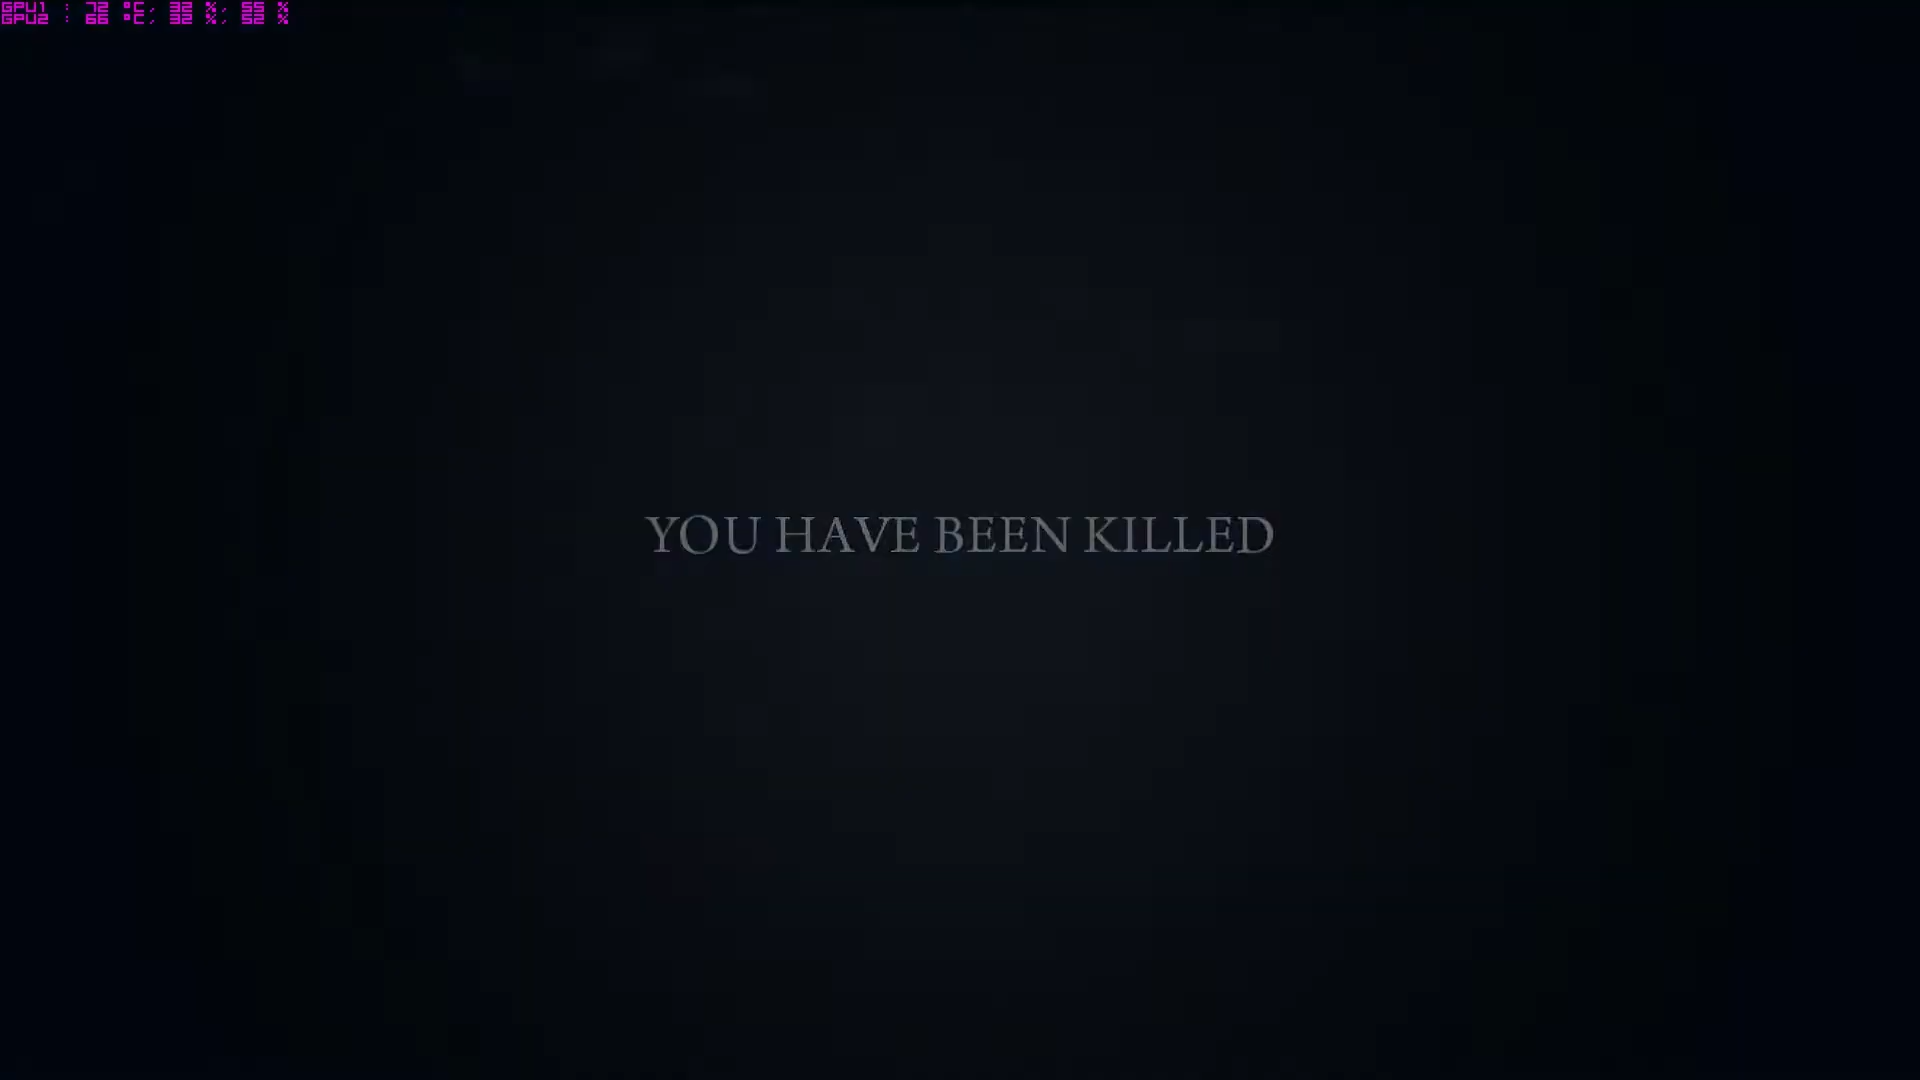 GPU1 : 72 °C, 32 %, 55 %
GPU2 : 66 °C, 32 %, 52 %
YOU HAVE BEEN KILLED